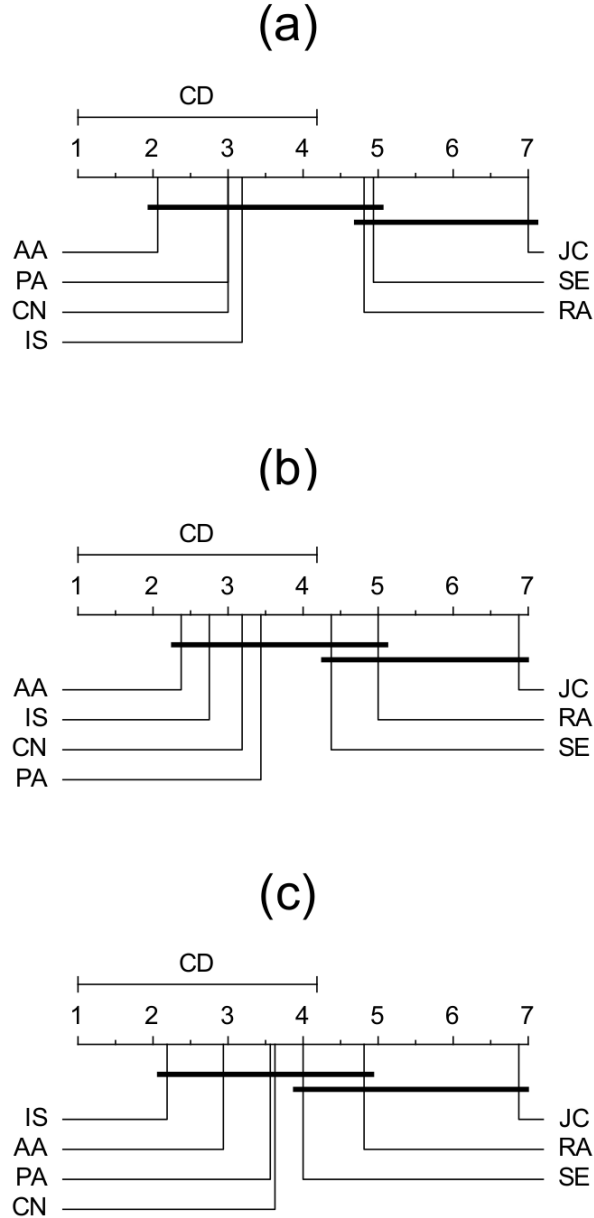 (a)
CD
1 2 3 4 5 6 7
AA JC
PA SE
CN RA
IS
(b)
CD
1 2 3 4 5 6 7
AA JC
IS RA
CN SE
PA
(c)
CD
1 2 3 4 5 6 7
IS JC
AA RA
PA SE
CN